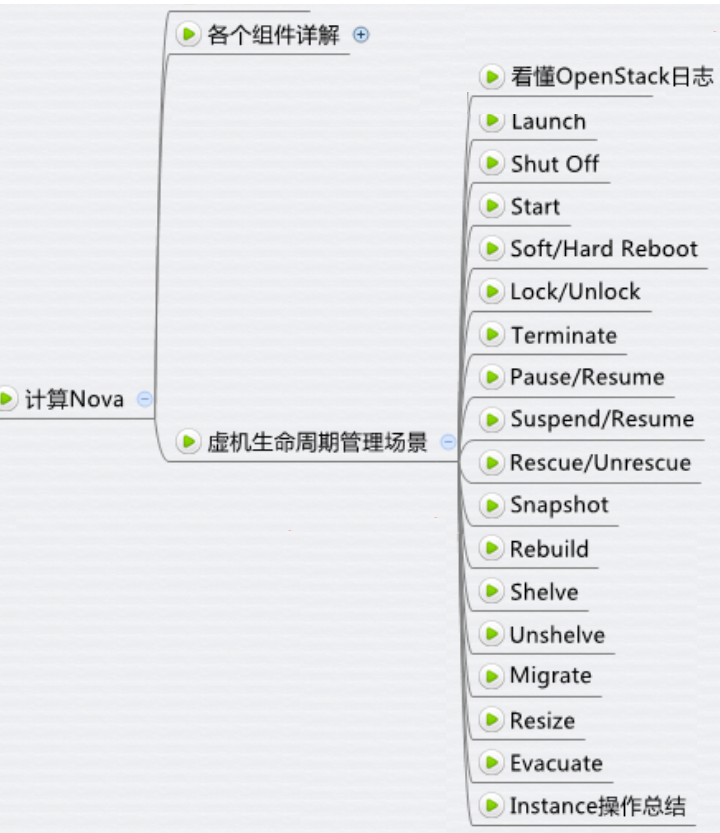 各个组件详解
看懂OpenStack日志
Launch
Shut Off
Start
Soft/Hard Reboot
Lock/Unlock
Terminate
Pause/Resume
计算Nova
Suspend/Resume
虚机生命周期管理场景
Rescue/Unrescue
Snapshot
Rebuild
Shelve
Unshelve
Migrate
Resize
Evacuate
Instance操作总结